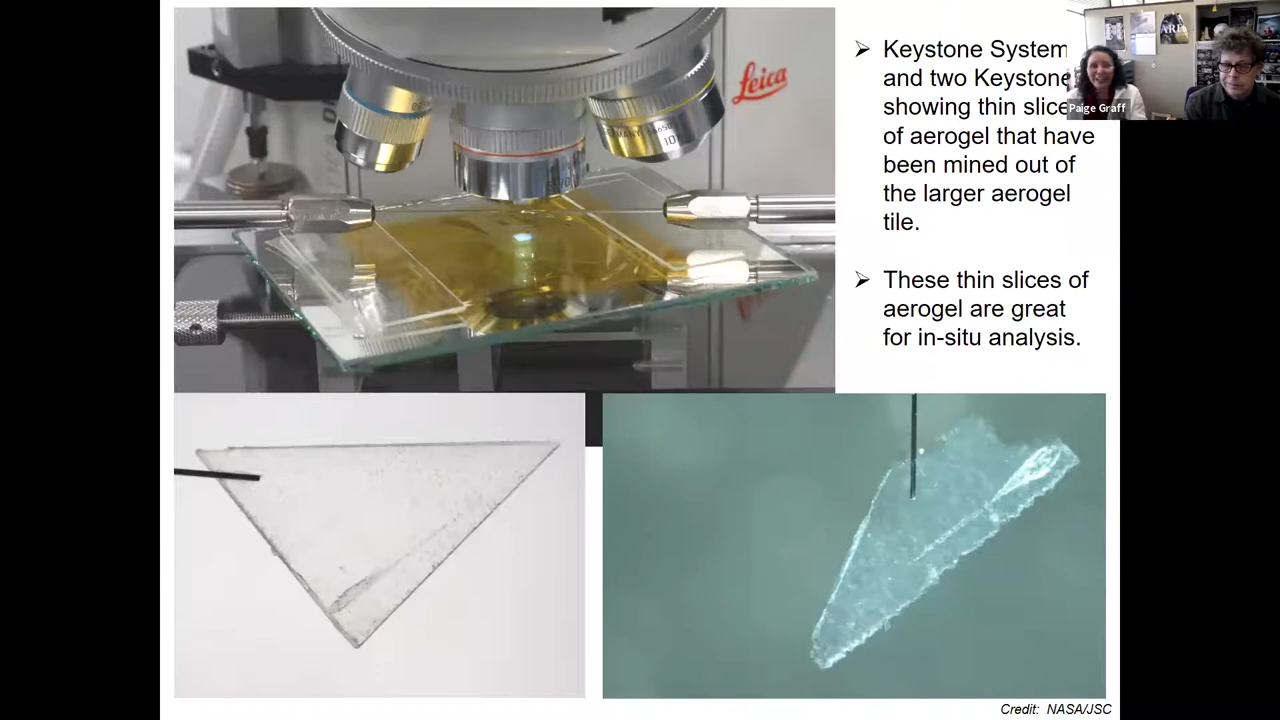 ➢ Keystone System
and two Keystone
showing thin slice
of aerogel that have
been mined out of
the larger aerogel
tile.
➢ These thin slices of
aerogel are great
for in-situ analysis.
Leica
Paige Graff
Credit: NASA/JSC